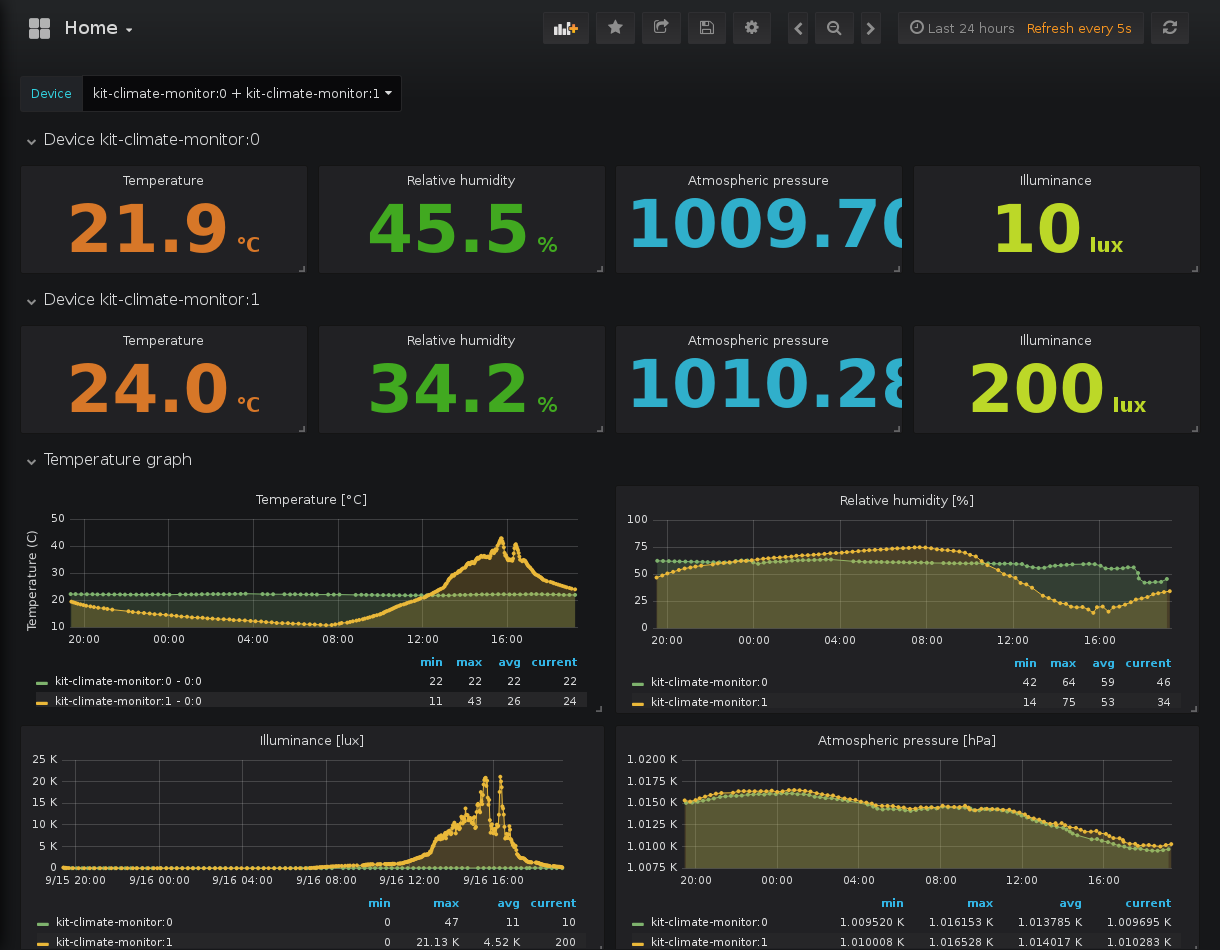 Home
Last 24 hours Refresh every 5s
Device kit-climate-monitor:0 + kit-climate-monitor:1
Device kit-climate-monitor:0
Temperature Relative humidity Atmospheric pressure Illuminance
21.9 °C 45.5 % 1009.70 10 lux
Device kit-climate-monitor:1
Temperature Relative humidity Atmospheric pressure Illuminance
24.0 °C 34.2 % 1010.28 200 lux
Temperature graph
Temperature [°C]
Temperature (C)
50
40
30
20
10
20:00 00:00 04:00 08:00 12:00 16:00
min max avg current
kit-climate-monitor:0 - 0:0 22 22 22 22
kit-climate-monitor:1 - 0:0 11 43 26 24
Relative humidity [%]
100
75
50
25
0
20:00 00:00 04:00 08:00 12:00 16:00
min max avg current
kit-climate-monitor:0 42 64 59 46
kit-climate-monitor:1 14 75 53 34
Illuminance [lux]
25 K
20 K
15 K
10 K
5 K
0
9/15 20:00 9/16 00:00 9/16 04:00 9/16 08:00 9/16 12:00 9/16 16:00
min max avg current
kit-climate-monitor:0 0 47 11 10
kit-climate-monitor:1 0 21.13 K 4.52 K 200
Atmospheric pressure [hPa]
1.0200 K
1.0175 K
1.0150 K
1.0125 K
1.0100 K
1.0075 K
20:00 00:00 04:00 08:00 12:00 16:00
min max avg current
kit-climate-monitor:0 1.009520 K 1.016153 K 1.013785 K 1.009695 K
kit-climate-monitor:1 1.010008 K 1.016528 K 1.014017 K 1.010283 K